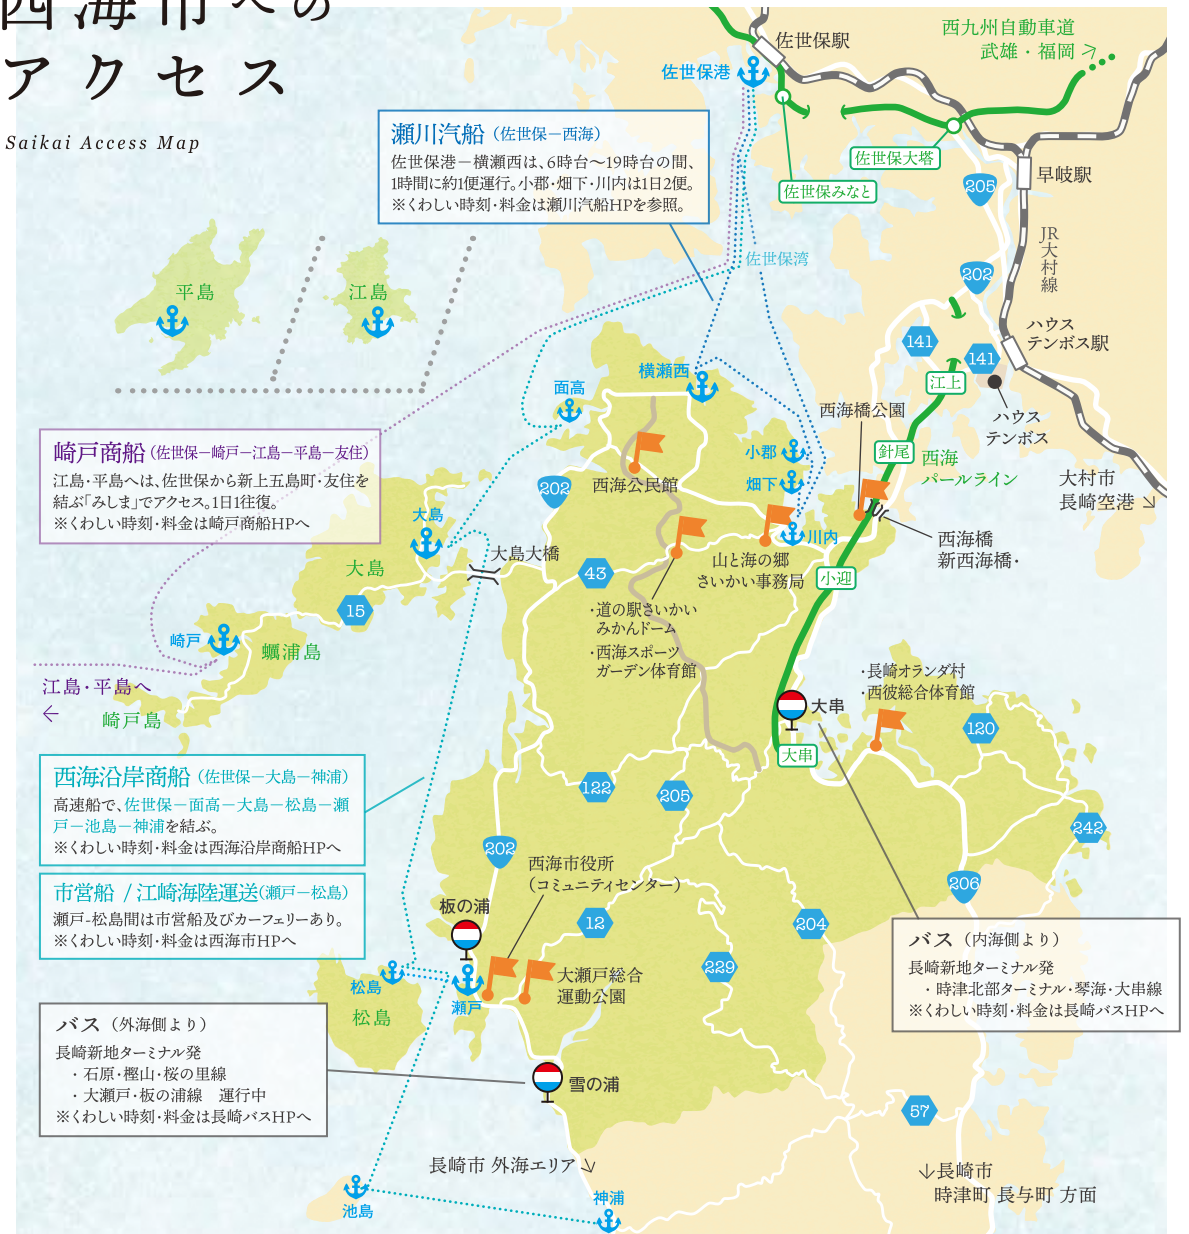 西海市への
アクセス
Saikai Access Map
佐世保駅
西九州自動車道
武雄・福岡
佐世保港
瀬川汽船（佐世保－西海）
佐世保港－横瀬西は、6時台〜19時台の間、
1時間に約1便運行。小郡・畑下・川内は1日2便。
※くわしい時刻・料金は瀬川汽船HPを参照。
佐世保大塔
佐世保みなと
早岐駅
205
JR大村線
佐世保湾
202
平島
江島
ハウス
テンボス駅
141
141
江上
横瀬西
面高
ハウス
テンボス
西海橋公園
崎戸商船（佐世保－崎戸－江島－平島－友住）
江島・平島へは、佐世保から新上五島町・友住を
結ぶ「みしま」でアクセス。1日1往復。
※くわしい時刻・料金は崎戸商船HPへ
小郡
針尾
西海
パールライン
大村市
長崎空港
畑下
西海公民館
202
大島
川内
西海橋
新西海橋・
大島大橋
山と海の郷
さいかい事務局
大島
43
小迎
15
・道の駅さいかい
みかんドーム
・西海スポーツ
ガーデン体育館
崎戸
蠣浦島
江島・平島へ
崎戸島
・長崎オランダ村
・西彼総合体育館
大串
120
大串
西海沿岸商船（佐世保－大島－神浦）
高速船で、佐世保－面高－大島－松島－瀬
戸－池島－神浦を結ぶ。
※くわしい時刻・料金は西海沿岸商船HPへ
122
205
242
202
西海市役所
（コミュニティセンター）
市営船 / 江崎海陸運送（瀬戸－松島）
瀬戸-松島間は市営船及びカーフェリーあり。
※くわしい時刻・料金は西海市HPへ
206
板の浦
12
204
バス（内海側より）
長崎新地ターミナル発
・時津北部ターミナル・琴海・大串線
※くわしい時刻・料金は長崎バスHPへ
229
松島
瀬戸
大瀬戸総合
運動公園
松島
バス（外海側より）
長崎新地ターミナル発
・石原・樫山・桜の里線
・大瀬戸・板の浦線　運行中
※くわしい時刻・料金は長崎バスHPへ
雪の浦
57
長崎市 外海エリア
長崎市
時津町 長与町 方面
池島
神浦